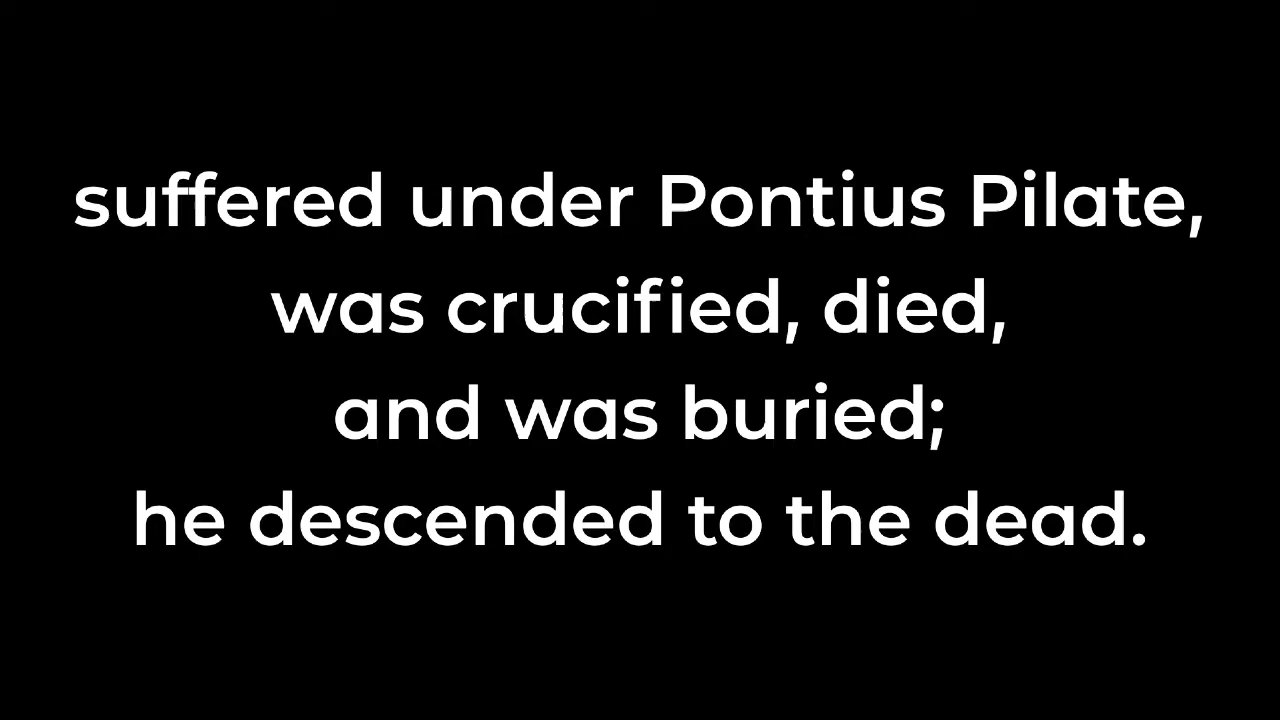 suffered under Pontius Pilate,
was crucified, died,
and was buried;
he descended to the dead.